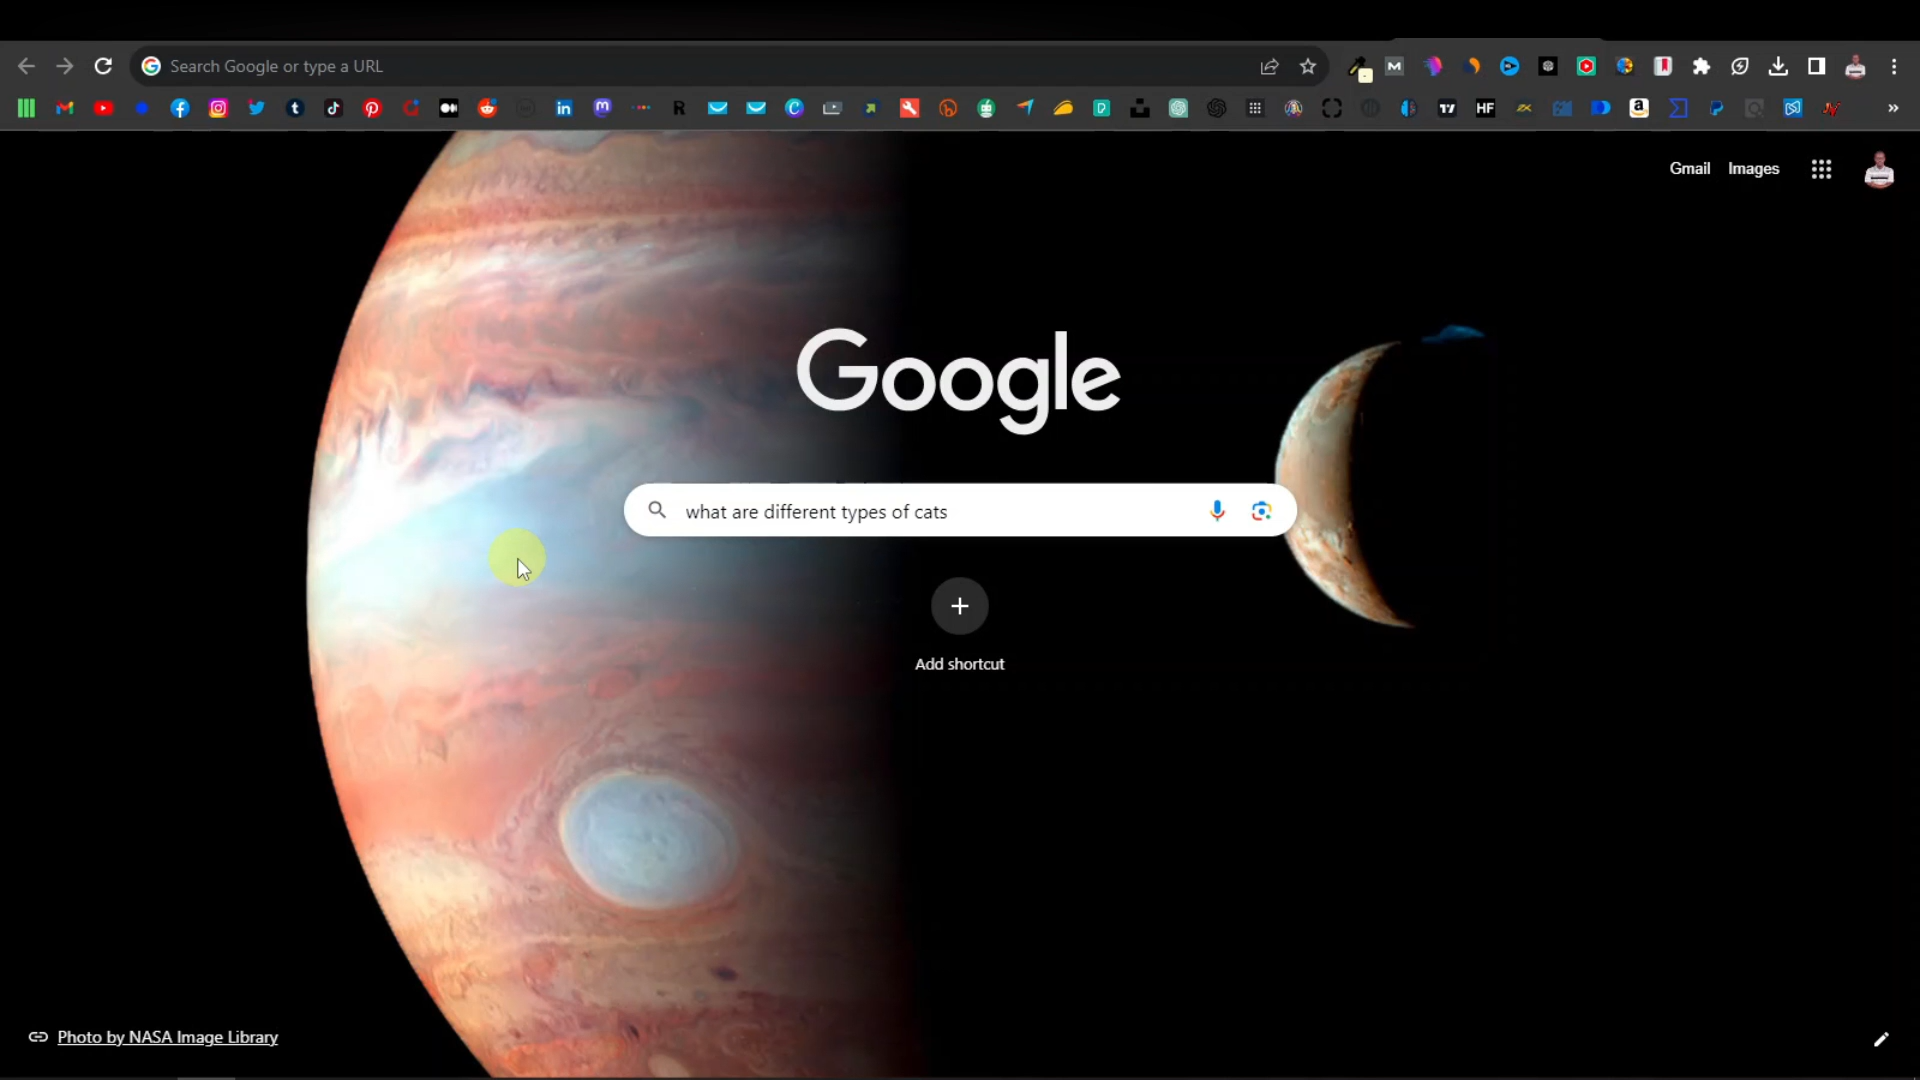 Search Google or type a URL
Gmail Images
Google
what are different types of cats
Add shortcut
Photo by NASA Image Library